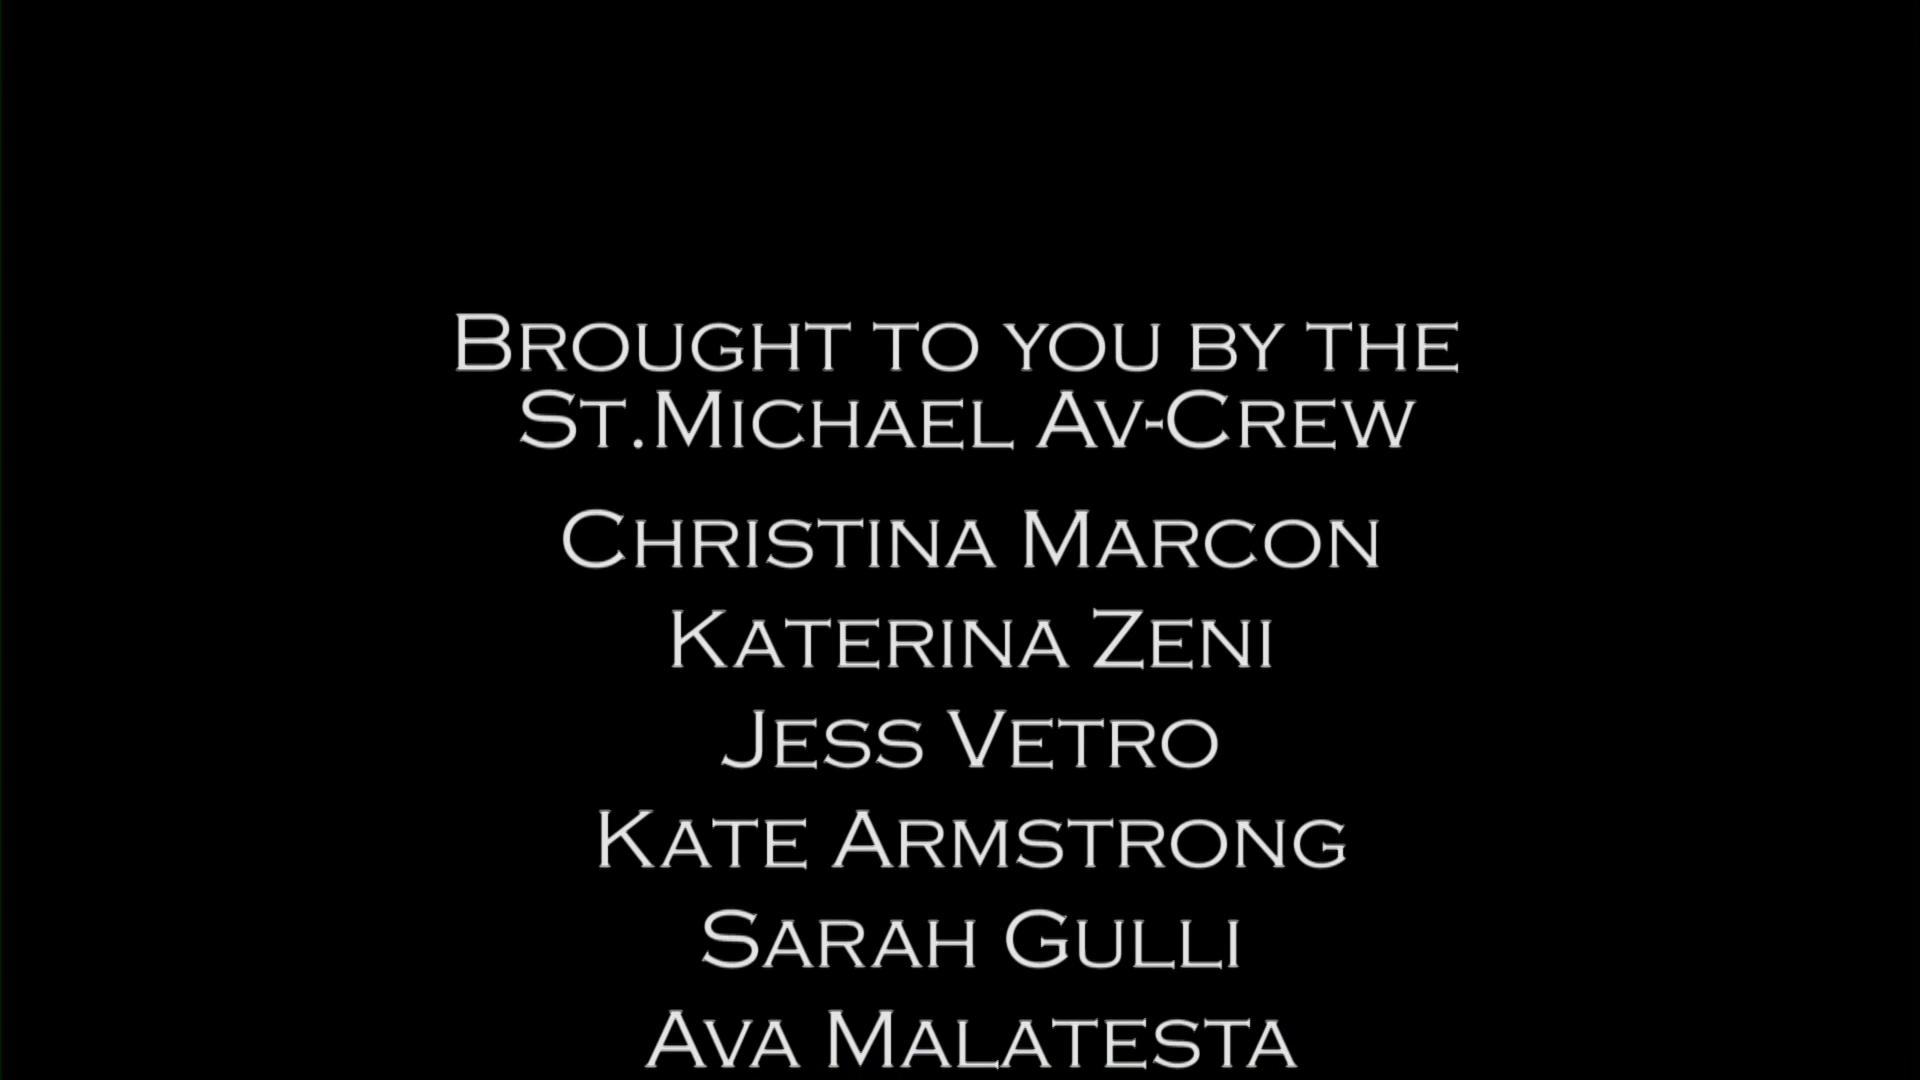 Brought to you by the
St.Michael Av-Crew
Christina Marcon
Katerina Zeni
Jess Vetro
Kate Armstrong
Sarah Gulli
Ava Malatesta